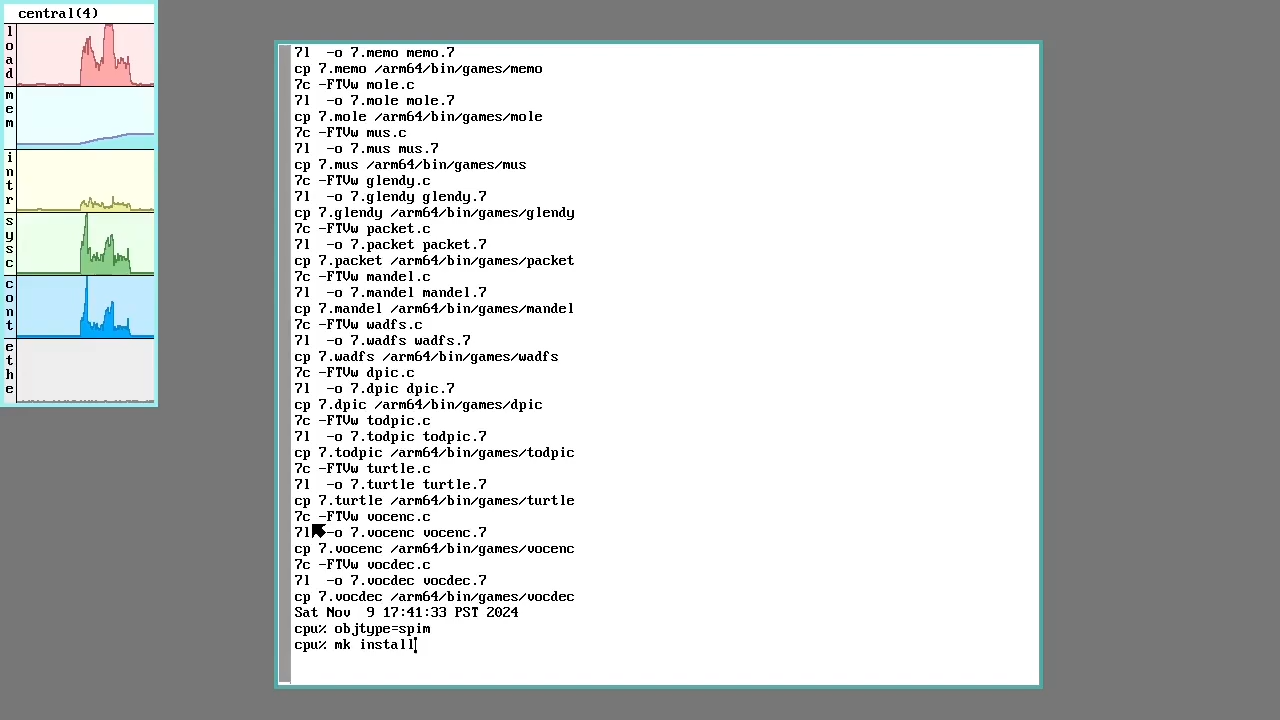 central(4)
load
mem
intr
sysc
cont
ethe
7l  -o 7.memo memo.7
cp 7.memo /arm64/bin/games/memo
7c -FTVw mole.c
7l  -o 7.mole mole.7
cp 7.mole /arm64/bin/games/mole
7c -FTVw mus.c
7l  -o 7.mus mus.7
cp 7.mus /arm64/bin/games/mus
7c -FTVw glendy.c
7l  -o 7.glendy glendy.7
cp 7.glendy /arm64/bin/games/glendy
7c -FTVw packet.c
7l  -o 7.packet packet.7
cp 7.packet /arm64/bin/games/packet
7c -FTVw mandel.c
7l  -o 7.mandel mandel.7
cp 7.mandel /arm64/bin/games/mandel
7c -FTVw wadfs.c
7l  -o 7.wadfs wadfs.7
cp 7.wadfs /arm64/bin/games/wadfs
7c -FTVw dpic.c
7l  -o 7.dpic dpic.7
cp 7.dpic /arm64/bin/games/dpic
7c -FTVw todpic.c
7l  -o 7.todpic todpic.7
cp 7.todpic /arm64/bin/games/todpic
7c -FTVw turtle.c
7l  -o 7.turtle turtle.7
cp 7.turtle /arm64/bin/games/turtle
7c -FTVw vocenc.c
7l  -o 7.vocenc vocenc.7
cp 7.vocenc /arm64/bin/games/vocenc
7c -FTVw vocdec.c
7l  -o 7.vocdec vocdec.7
cp 7.vocdec /arm64/bin/games/vocdec
Sat Nov  9 17:41:33 PST 2024
cpu% objtype=spim
cpu% mk install